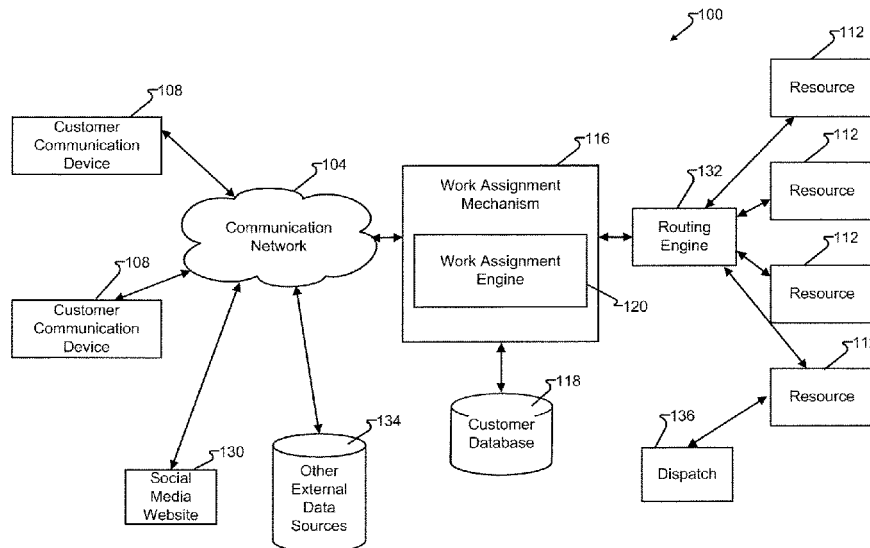 100
112
Resource
108
Customer
Communication
Device
104
116
112
132
Resource
Work Assignment
Mechanism
Communication
Network
Routing
Engine
112
Work Assignment
Engine
Resource
108
Customer
Communication
Device
120
118
Resource
Customer
Database
134
136
130
Other
External
Data
Sources
Dispatch
Social
Media
Website